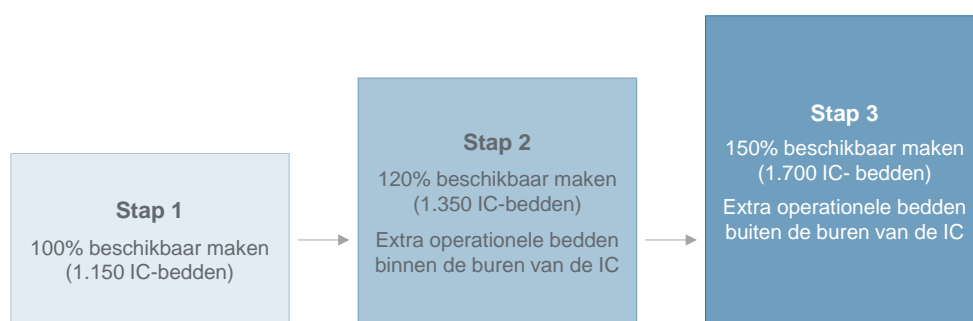 Stap 1
100% beschikbaar maken
(1.150 IC-bedden)
Stap 2
120% beschikbaar maken
(1.350 IC-bedden)
Extra operationele bedden
binnen de buren van de IC
Stap 3
150% beschikbaar maken
(1.700 IC- bedden)
Extra operationele bedden
buiten de buren van de IC